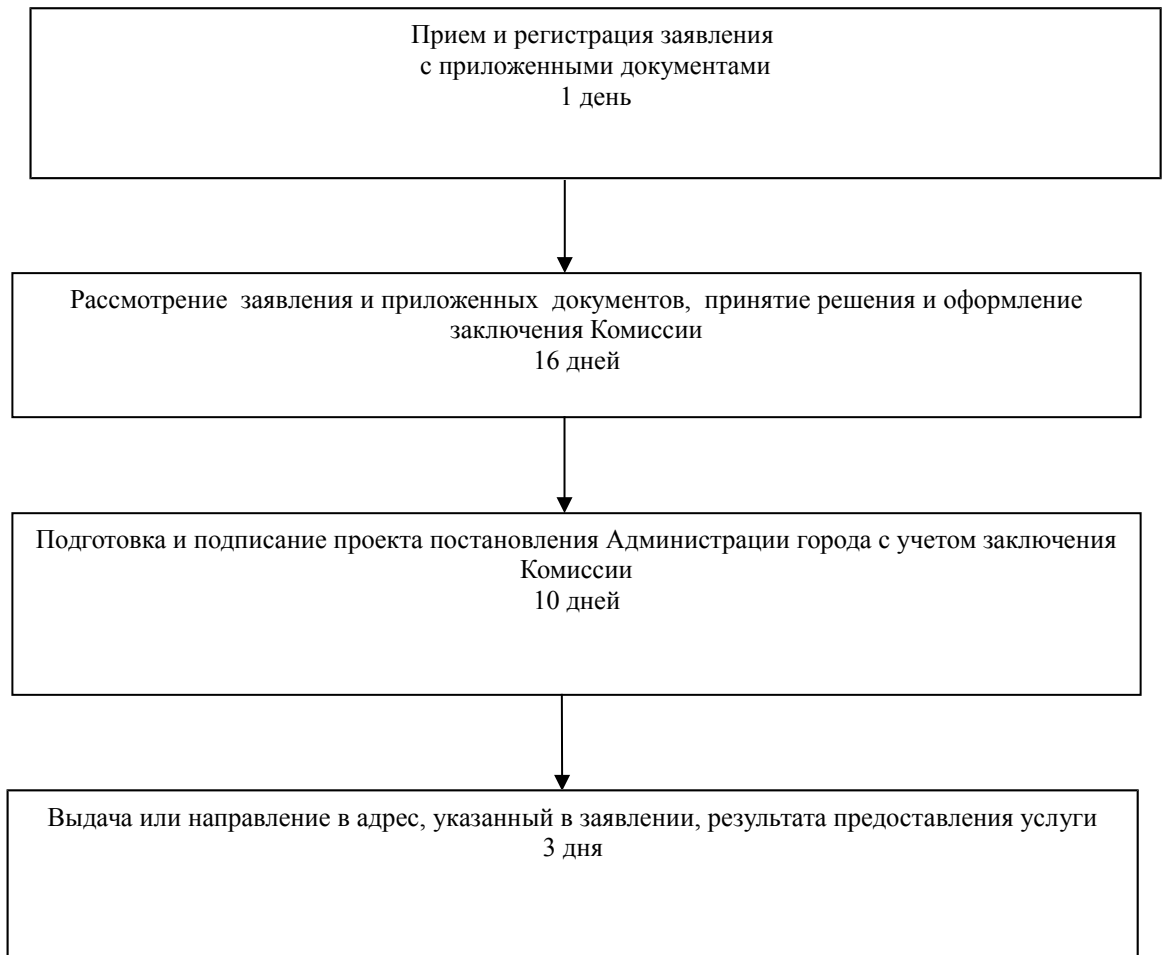 Прием и регистрация заявления
с приложенными документами
1 день
Рассмотрение заявления и приложенных документов, принятие решения и оформление
заключения Комиссии
16 дней
Подготовка и подписание проекта постановления Администрации города с учетом заключения
Комиссии
10 дней
Выдача или направление в адрес, указанный в заявлении, результата предоставления услуги
3 дня